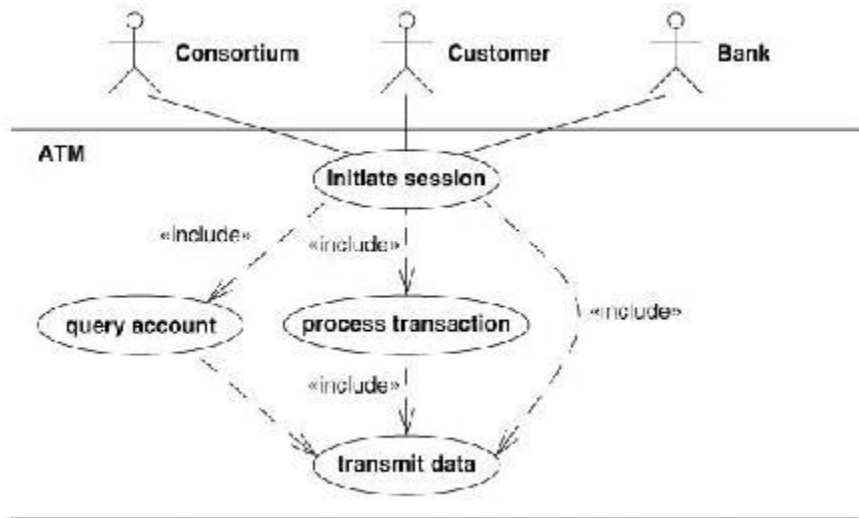 Consortium
Customer
Bank
ATM
Initiate session
«include»
«include»
query account
process transaction
«include»
«include»
transmit data